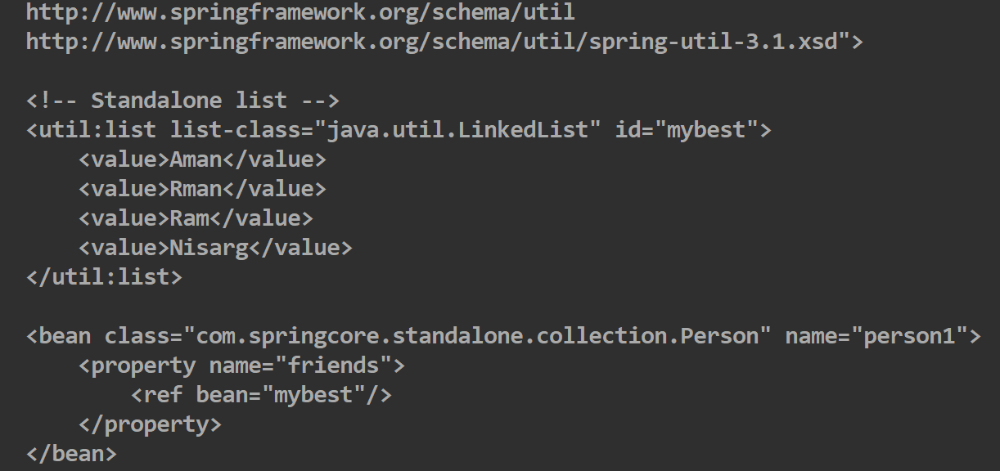 http://www.springframework.org/schema/util
http://www.springframework.org/schema/util/spring-util-3.1.xsd">
<!-- Standalone list -->
<util:list list-class="java.util.LinkedList" id="mybest">
    <value>Aman</value>
    <value>Rman</value>
    <value>Ram</value>
    <value>Nisarg</value>
</util:list>
<bean class="com.springcore.standalone.collection.Person" name="person1">
    <property name="friends">
        <ref bean="mybest"/>
    </property>
</bean>